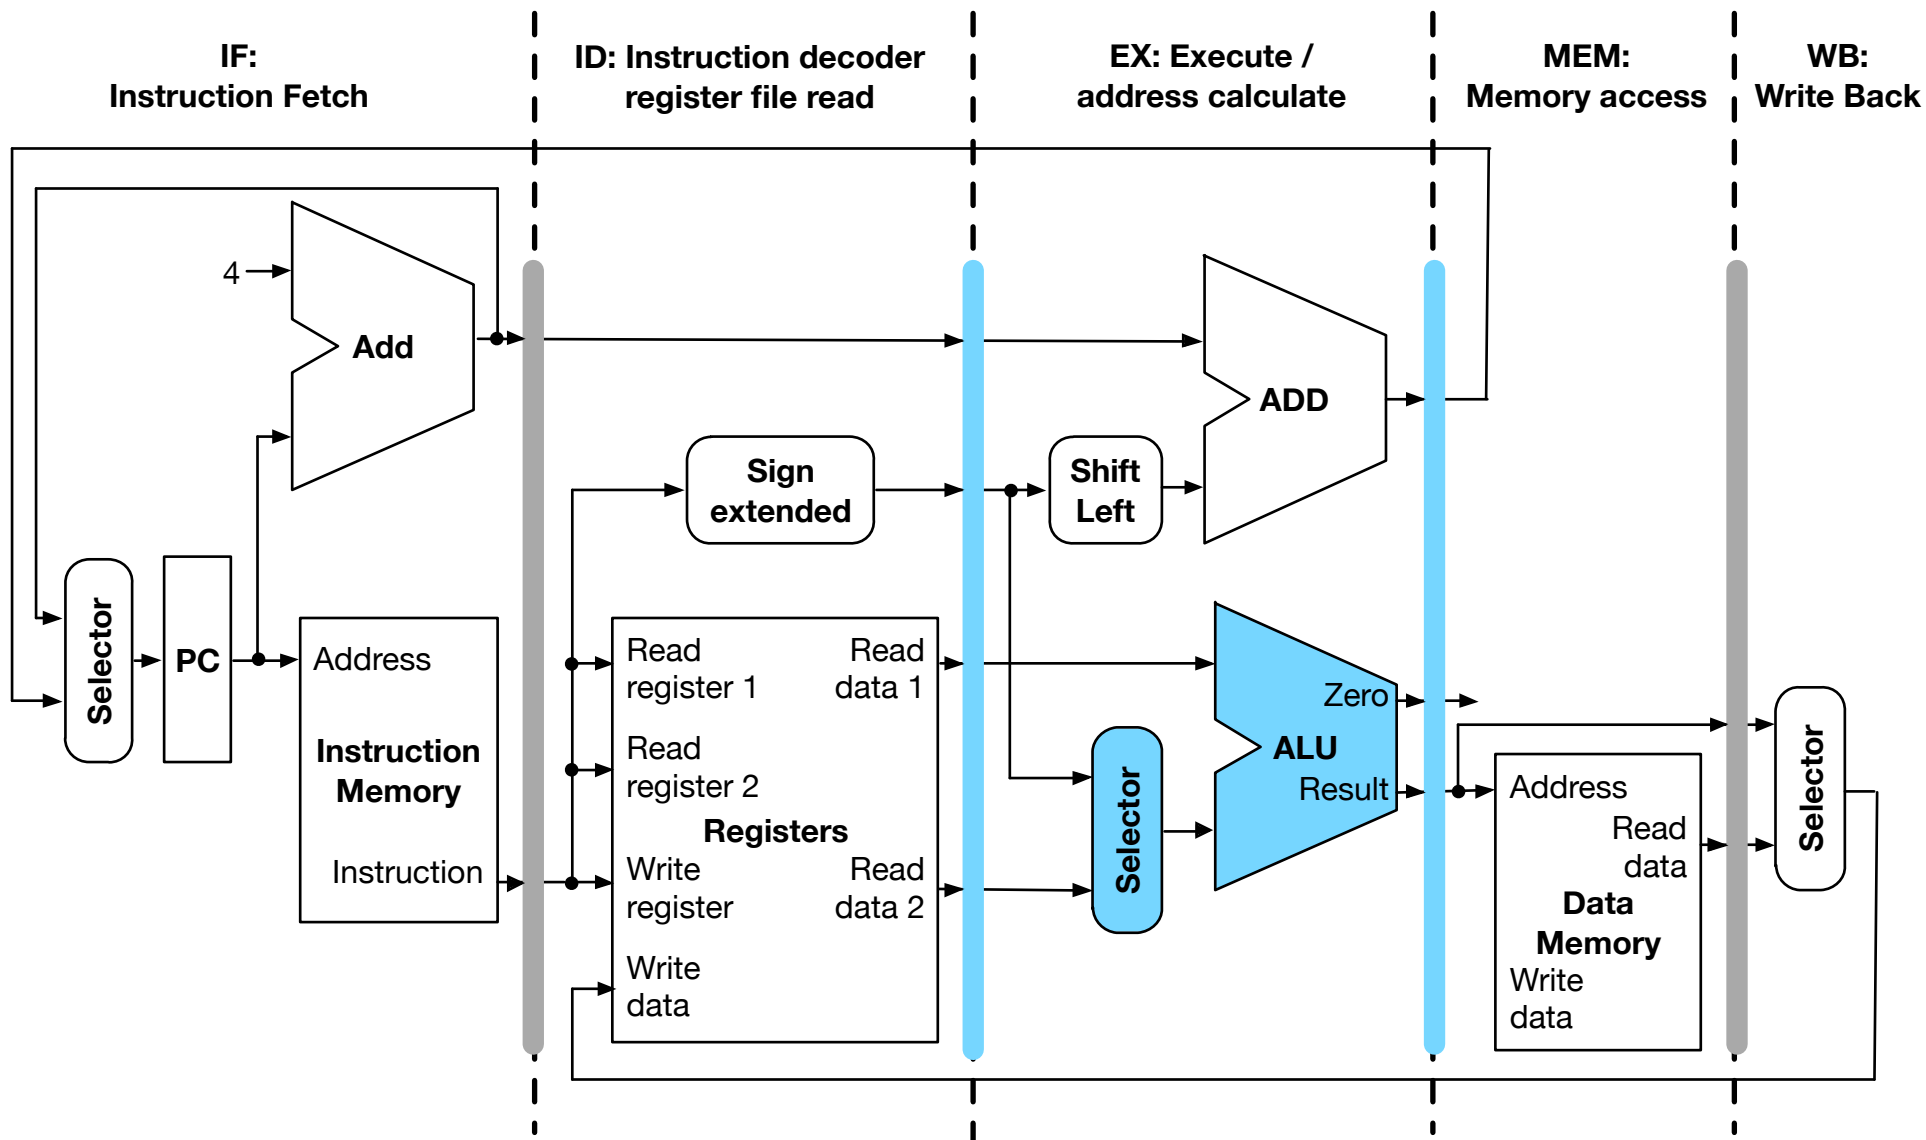 IF:
Instruction Fetch
ID: Instruction decoder
register file read
EX: Execute /
address calculate
MEM:
Memory access
WB:
Write Back
4
Add
ADD
Sign
extended
Shift
Left
Selector
PC
Address
Instruction
Memory
Instruction
Read
register 1
Read
data 1
Read
register 2
Registers
Write
register
Read
data 2
Write
data
Selector
Zero
ALU
Result
Address
Read
data
Data
Memory
Write
data
Selector